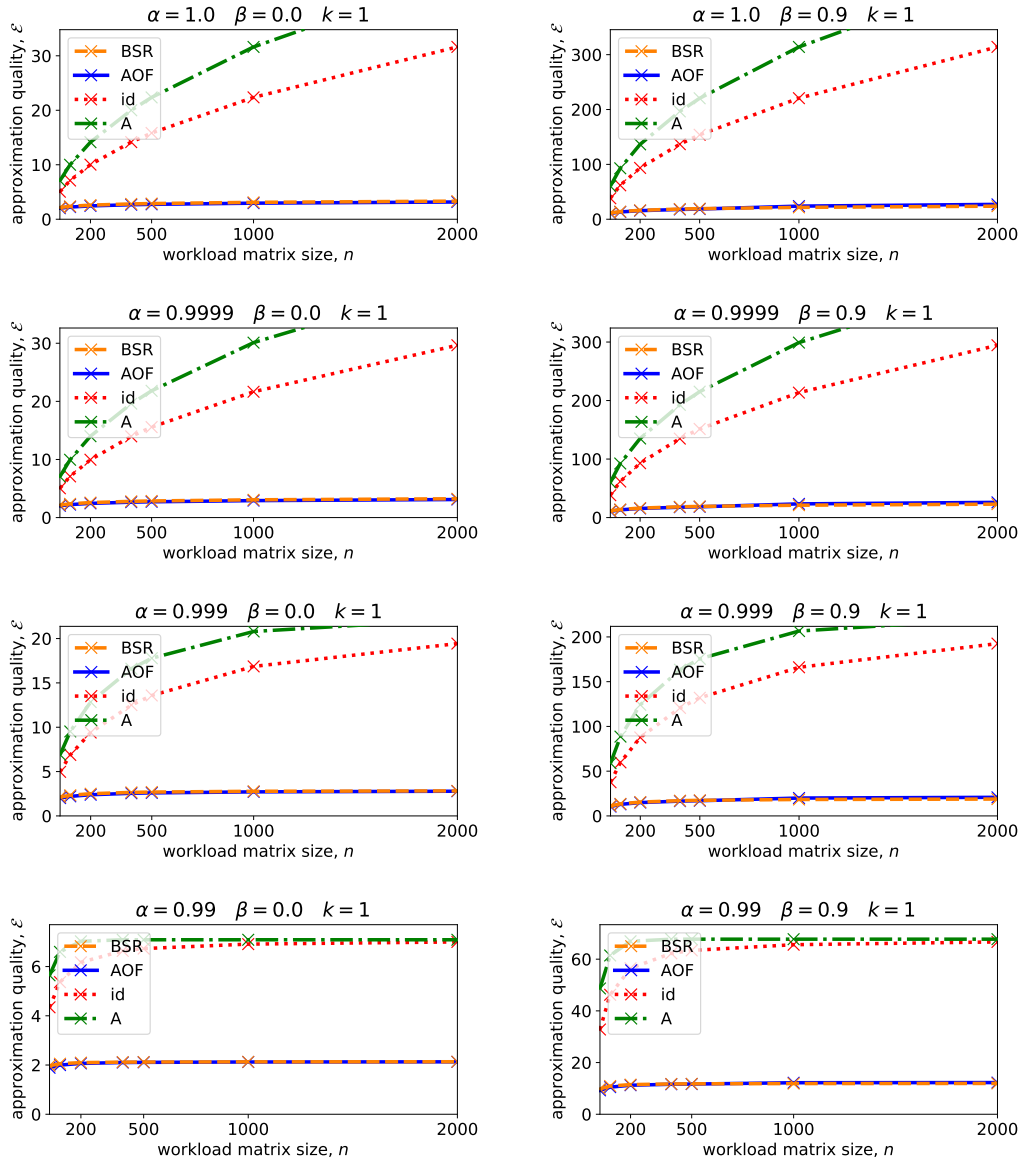 α = 1.0 β = 0.0 k = 1
approximation quality, ℰ
30
20
10
0
BSR
AOF
id
A
200 500 1000 2000
workload matrix size, n
α = 1.0 β = 0.9 k = 1
approximation quality, ℰ
300
200
100
0
BSR
AOF
id
A
200 500 1000 2000
workload matrix size, n
α = 0.9999 β = 0.0 k = 1
approximation quality, ℰ
30
20
10
0
BSR
AOF
id
A
200 500 1000 2000
workload matrix size, n
α = 0.9999 β = 0.9 k = 1
approximation quality, ℰ
300
200
100
0
BSR
AOF
id
A
200 500 1000 2000
workload matrix size, n
α = 0.999 β = 0.0 k = 1
approximation quality, ℰ
20
15
10
5
0
BSR
AOF
id
A
200 500 1000 2000
workload matrix size, n
α = 0.999 β = 0.9 k = 1
approximation quality, ℰ
200
150
100
50
0
BSR
AOF
id
A
200 500 1000 2000
workload matrix size, n
α = 0.99 β = 0.0 k = 1
approximation quality, ℰ
6
4
2
0
BSR
AOF
id
A
200 500 1000 2000
workload matrix size, n
α = 0.99 β = 0.9 k = 1
approximation quality, ℰ
60
40
20
0
BSR
AOF
id
A
200 500 1000 2000
workload matrix size, n